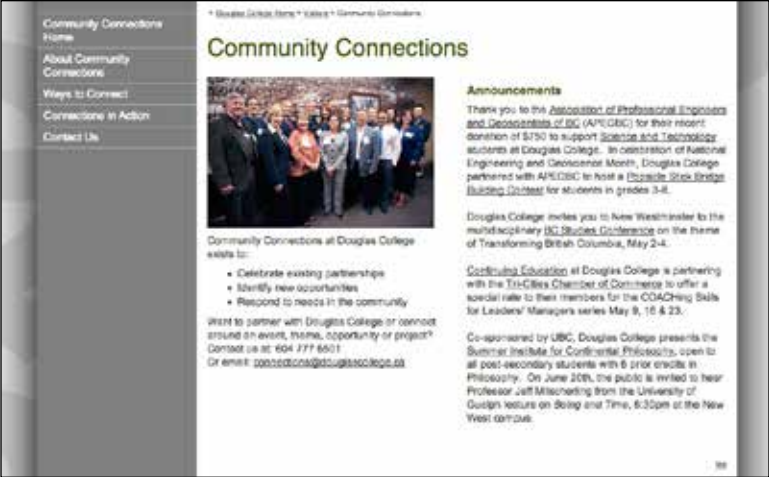 Douglas College Home Visitors Community Connections
Community Connections
Home
About Community
Connections
Ways to Connect
Connections in Action
Contact Us
Community Connections
Community Connections at Douglas College
exists to:
• Celebrate existing partnerships
• Identify new opportunities
• Respond to needs in the community
Want to partner with Douglas College or connect
around an event, theme, opportunity or project?
Contact us at: 604 777 6501
Or email: connections@douglascollege.ca
Announcements
Thank you to the Association of Professional Engineers
and Geoscientists of BC (APEGBC) for their recent
donation of $750 to support Science and Technology
students at Douglas College. In celebration of National
Engineering and Geoscience Month, Douglas College
partnered with APEGBC to host a Popsicle Stick Bridge
Building Contest for students in grades 3-8.
Douglas College invites you to New Westminster to the
multidisciplinary BC Studies Conference on the theme
of Transforming British Columbia, May 2-4.
Continuing Education at Douglas College is partnering
with the Tri-Cities Chamber of Commerce to offer a
special rate to their members for the COACHing Skills
for Leaders/ Managers series May 9, 16 & 23.
Co-sponsored by UBC, Douglas College presents the
Summer Institute for Continental Philosophy, open to
all post-secondary students with 6 prior credits in
Philosophy. On June 20th, the public is invited to hear
Professor Jeff Mitscherling from the University of
Guelph lecture on Being and Time, 6:30pm at the New
West campus.